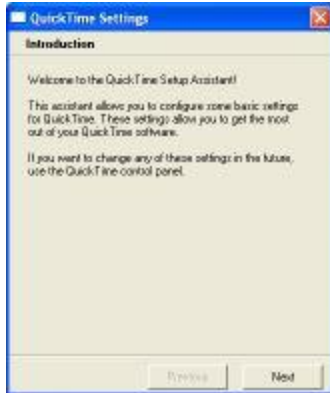 QuickTime Settings
Introduction
Welcome to the QuickTime Setup Assistant!
This assistant allows you to configure some basic settings
for QuickTime. These settings allow you to get the most
out of your QuickTime software.
If you want to change any of these settings in the future,
use the QuickTime control panel.
Previous
Next